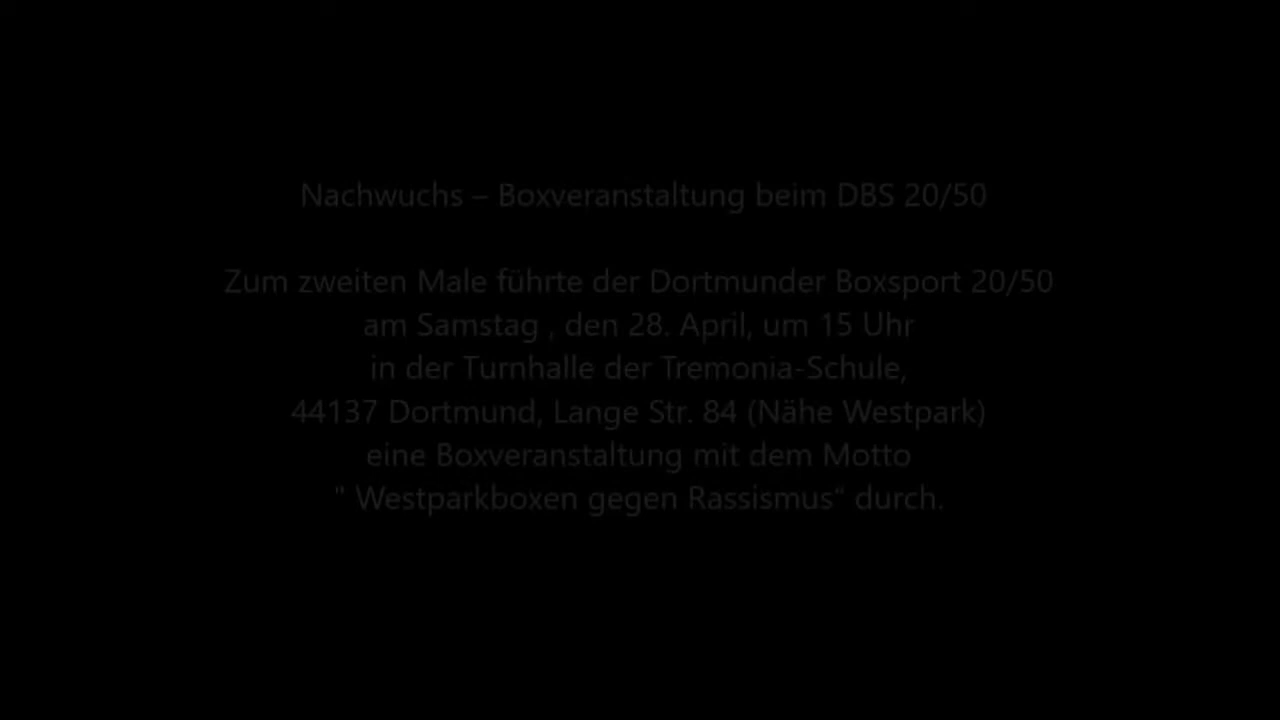 Nachwuchs – Boxveranstaltung beim DBS 20/50
Zum zweiten Male führte der Dortmunder Boxsport 20/50
am Samstag , den 28. April, um 15 Uhr
in der Turnhalle der Tremonia-Schule,
44137 Dortmund, Lange Str. 84 (Nähe Westpark)
eine Boxveranstaltung mit dem Motto
" Westparkboxen gegen Rassismus“ durch.